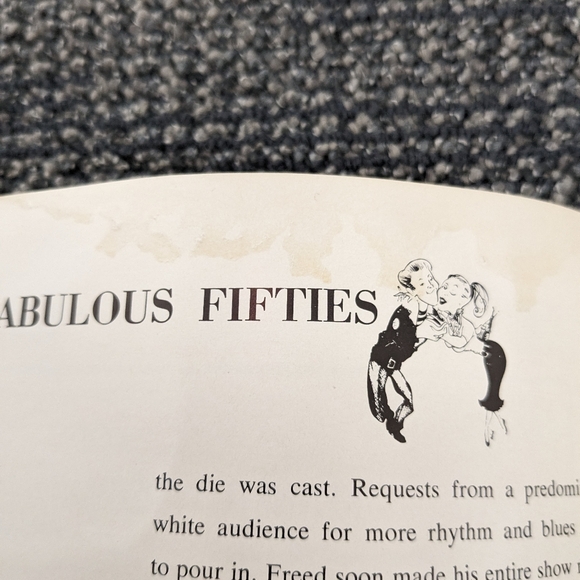 ABULOUS FIFTIES
the die was cast. Requests from a predomi
white audience for more rhythm and blues
to pour in. Freed soon made his entire show